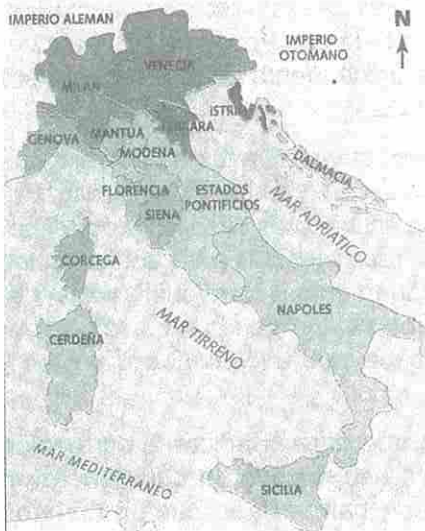 IMPERIO ALEMAN
N
IMPERIO
OTOMANO
VENECIA
MILAN
ISTRIA
GENOVA
MANTUA
FERRARA
MODENA
DALMACIA
FLORENCIA
ESTADOS
PONTIFICIOS
SIENA
MAR ADRIATICO
CORCEGA
NAPOLES
CERDEÑA
MAR TIRRENO
MAR MEDITERRANEO
SICILIA